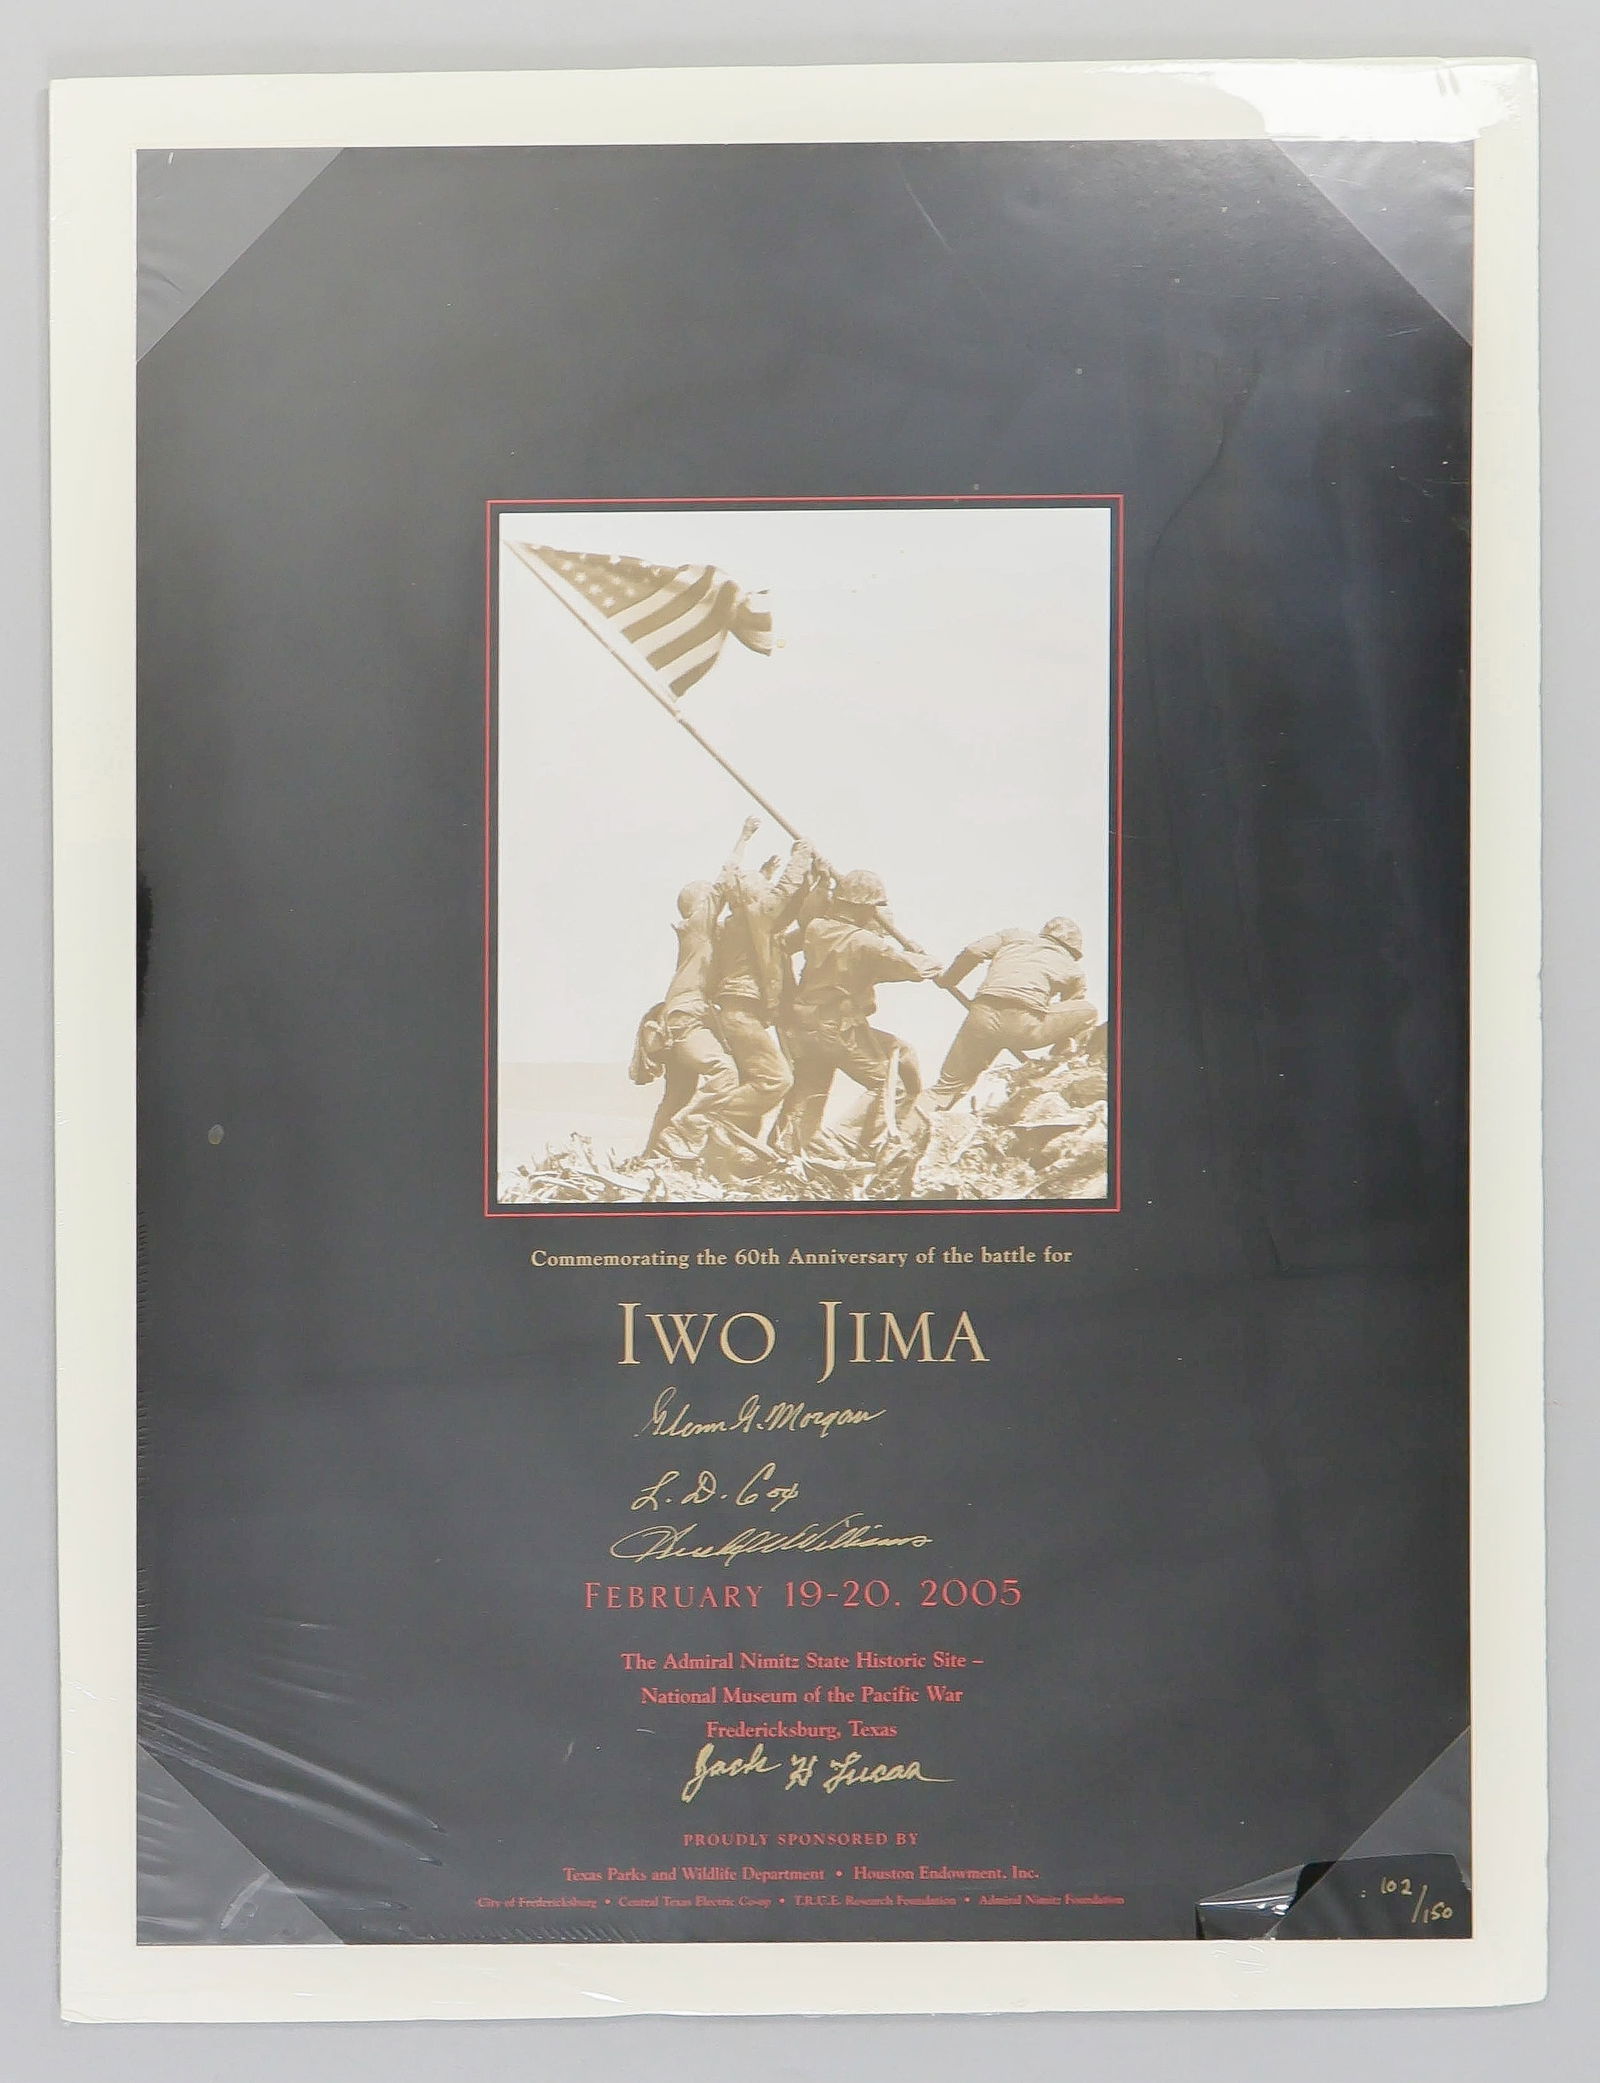 Commemorating the 60th Anniversary of the battle for
IWO JIMA
Glenn G. Morgan
L. D. Cox
Williams
FEBRUARY 19-20, 2005
The Admiral Nimitz State Historic Site –
National Museum of the Pacific War
Fredericksburg, Texas
Jack H Lucas
PROUDLY SPONSORED BY
Texas Parks and Wildlife Department • Houston Endowment, Inc.
City of Fredericksburg • Central Texas Electric Co-op • T.R.U.E. Research Foundation • Admiral Nimitz Foundation
102/150